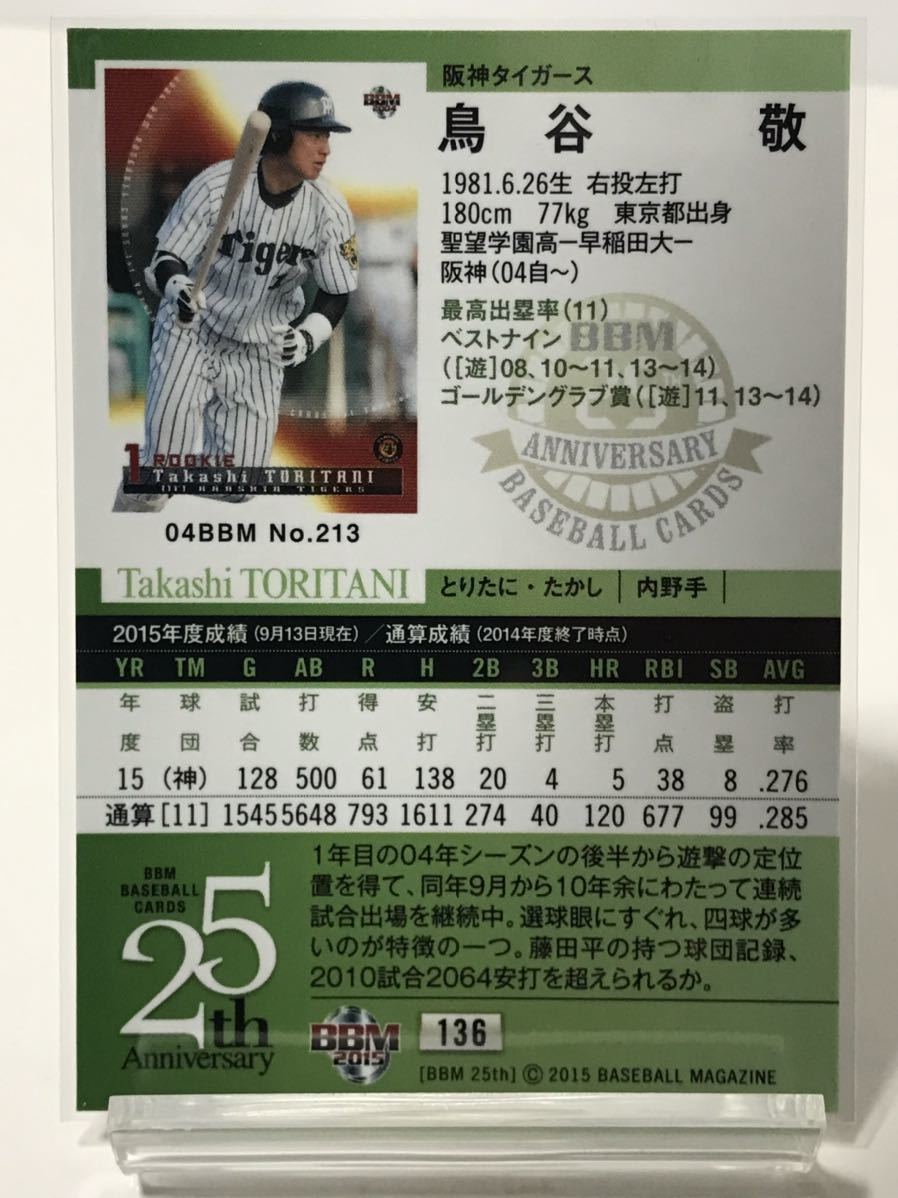 阪神タイガース
鳥谷 敬
1981.6.26生 右投左打
180cm 77kg 東京都出身
聖望学園高ー早稲田大ー
阪神(04自〜)
最高出塁率(11)
ベストナイン
([遊]08、10〜11、13〜14)
ゴールデングラブ賞([遊]11、13〜14)
BBM
ANNIVERSARY
BASEBALL CARDS
BBM
2004
Tigers
1 ROOKIE
Takashi TORITANI
HANSHIN TIGERS
04BBM No.213
Takashi TORITANI とりたに・たかし 内野手
2015年度成績(9月13日現在)/通算成績(2014年度終了時点)
YR TM G AB R H 2B 3B HR RBI SB AVG
年度 球団 試合 打数 得点 安打 二塁打 三塁打 本塁打 打点 盗塁 打率
15 (神) 128 500 61 138 20 4 5 38 8 .276
通算[11] 1545 5648 793 1611 274 40 120 677 99 .285
1年目の04年シーズンの後半から遊撃の定位
置を得て、同年9月から10年余にわたって連続
試合出場を継続中。選球眼にすぐれ、四球が多
いのが特徴の一つ。藤田平の持つ球団記録、
2010試合2064安打を超えられるか。
BBM
BASEBALL
CARDS
25th
Anniversary
BBM
2015
136
[BBM 25th] © 2015 BASEBALL MAGAZINE